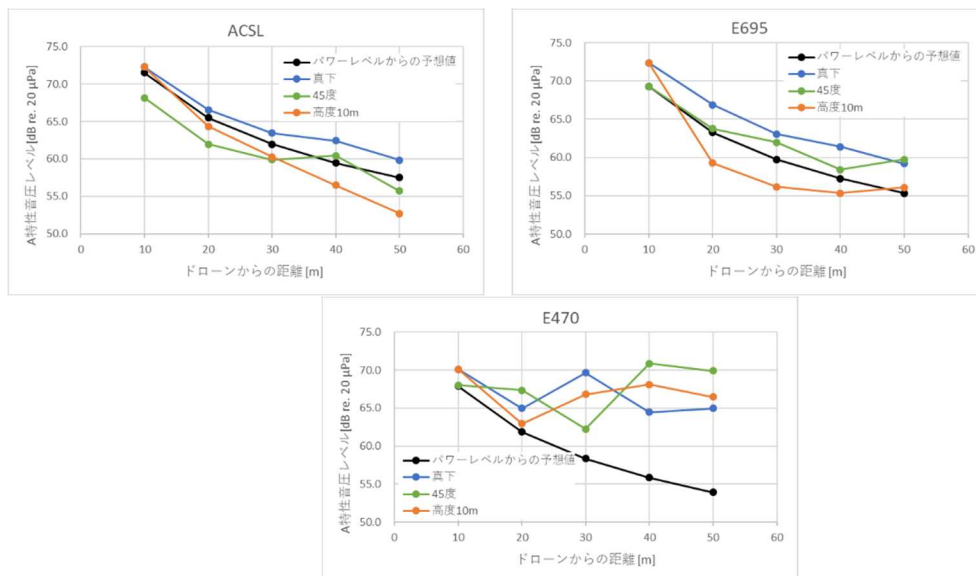 ACSL
A特性音圧レベル[dB re. 20 µPa]
75.0
70.0
65.0
60.0
55.0
50.0
パワーレベルからの予想値
真下
45度
高度10m
0 10 20 30 40 50 60
ドローンからの距離 [m]
E695
A特性音圧レベル[dB re. 20 µPa]
75.0
70.0
65.0
60.0
55.0
50.0
パワーレベルからの予想値
真下
45度
高度10m
0 10 20 30 40 50 60
ドローンからの距離 [m]
E470
A特性音圧レベル[dB re. 20 µPa]
75.0
70.0
65.0
60.0
55.0
50.0
パワーレベルからの予想値
真下
45度
高度10m
0 10 20 30 40 50 60
ドローンからの距離 [m]